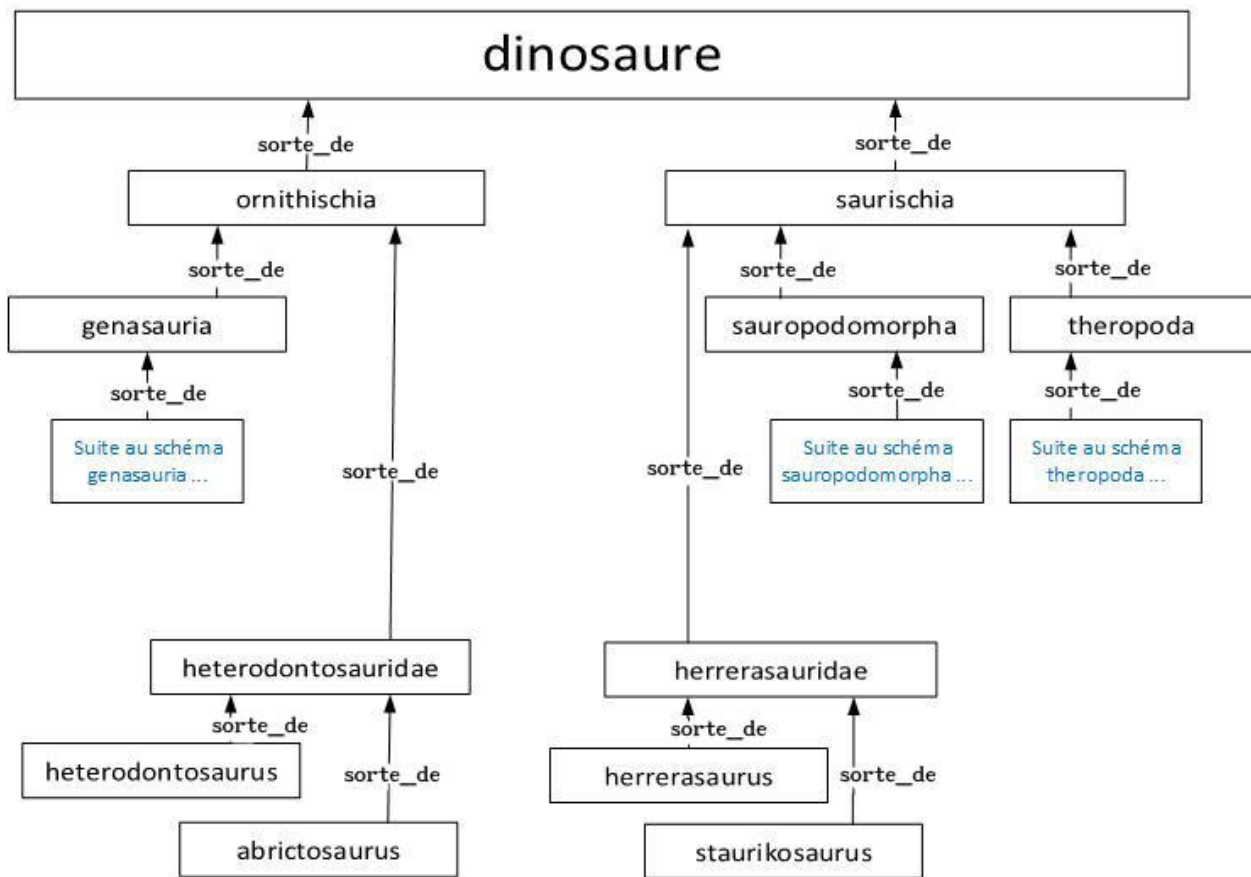 dinosaure
sorte_de
sorte_de
ornithischia
saurischia
sorte_de
sorte_de
sorte_de
genasauria
sauropodomorpha
theropoda
sorte_de
sorte_de
sorte_de
Suite au schéma
genasauria ...
Suite au schéma
sauropodomorpha ...
Suite au schéma
theropoda ...
sorte_de
sorte_de
heterodontosauridae
herrerasauridae
sorte_de
sorte_de
heterodontosaurus
herrerasaurus
sorte_de
sorte_de
abrictosaurus
staurikosaurus